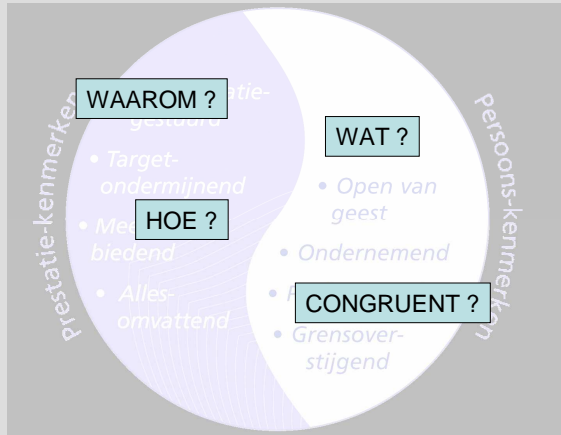 Prestatie-kenmerken
WAAROM ?
• Target-
ondermijnend
HOE ?
biedend
• Alles-
omvattend
Persoons-kenmerken
WAT ?
• Open van
geest
• Ondernemend
CONGRUENT ?
• Grensover-
stijgend